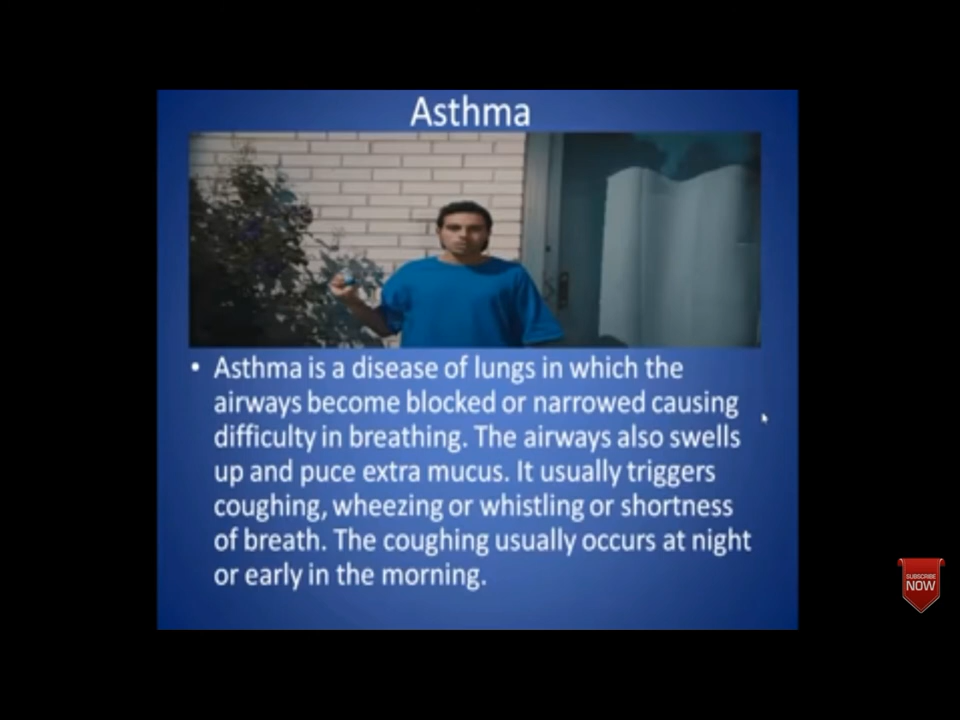 Asthma
• Asthma is a disease of lungs in which the
airways become blocked or narrowed causing
difficulty in breathing. The airways also swells
up and puce extra mucus. It usually triggers
coughing, wheezing or whistling or shortness
of breath. The coughing usually occurs at night
or early in the morning.
SUBSCRIBE
NOW